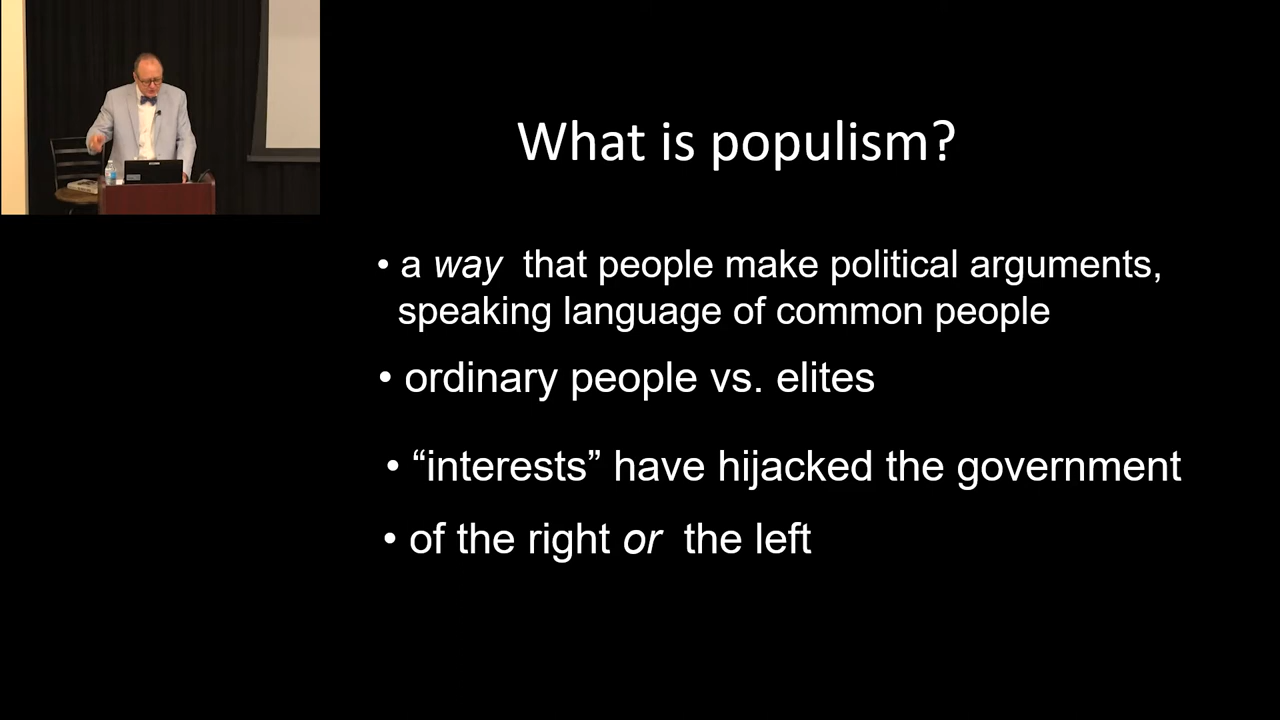 What is populism?
• a way that people make political arguments,
speaking language of common people
• ordinary people vs. elites
• “interests” have hijacked the government
• of the right or the left